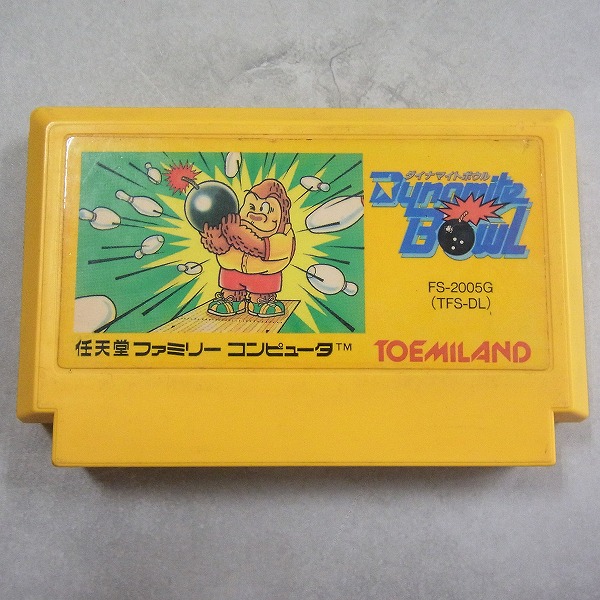 ダイナマイトボウル
Dynamite
Bowl
FS-2005G
(TFS-DL)
任天堂 ファミリー コンピュータ™
TOEMILAND